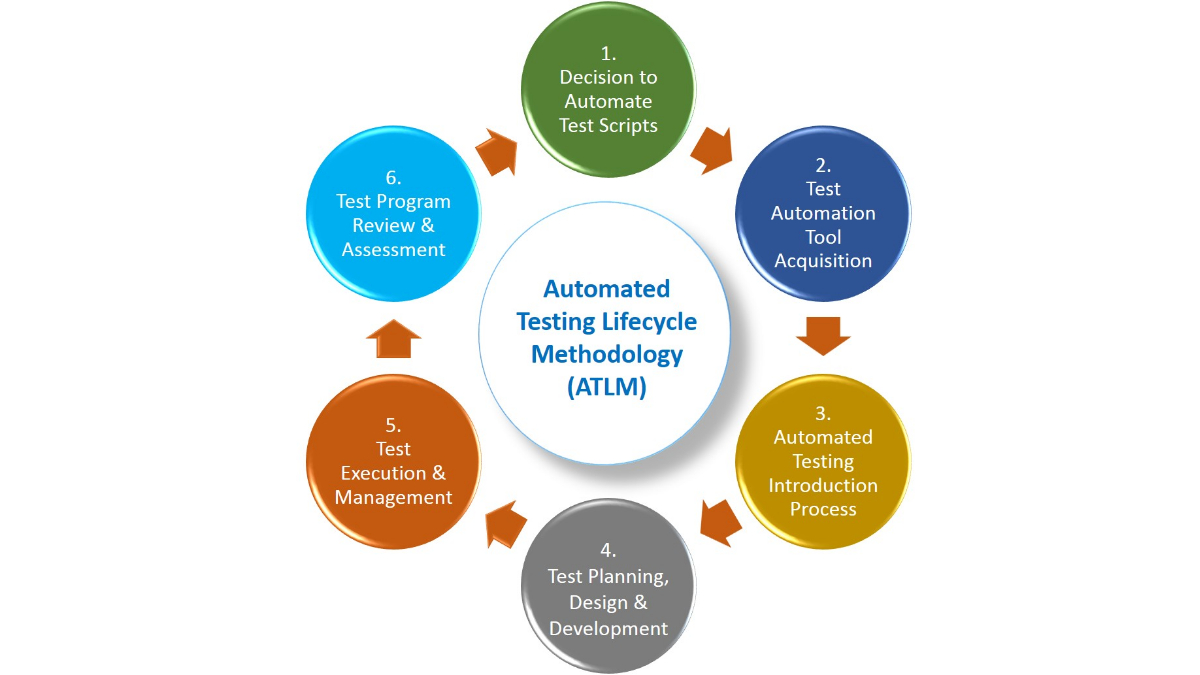 1.
Decision to
Automate
Test Scripts
2.
Test
Automation
Tool
Acquisition
3.
Automated
Testing
Introduction
Process
4.
Test Planning,
Design &
Development
5.
Test
Execution &
Management
6.
Test Program
Review &
Assessment
Automated
Testing Lifecycle
Methodology
(ATLM)